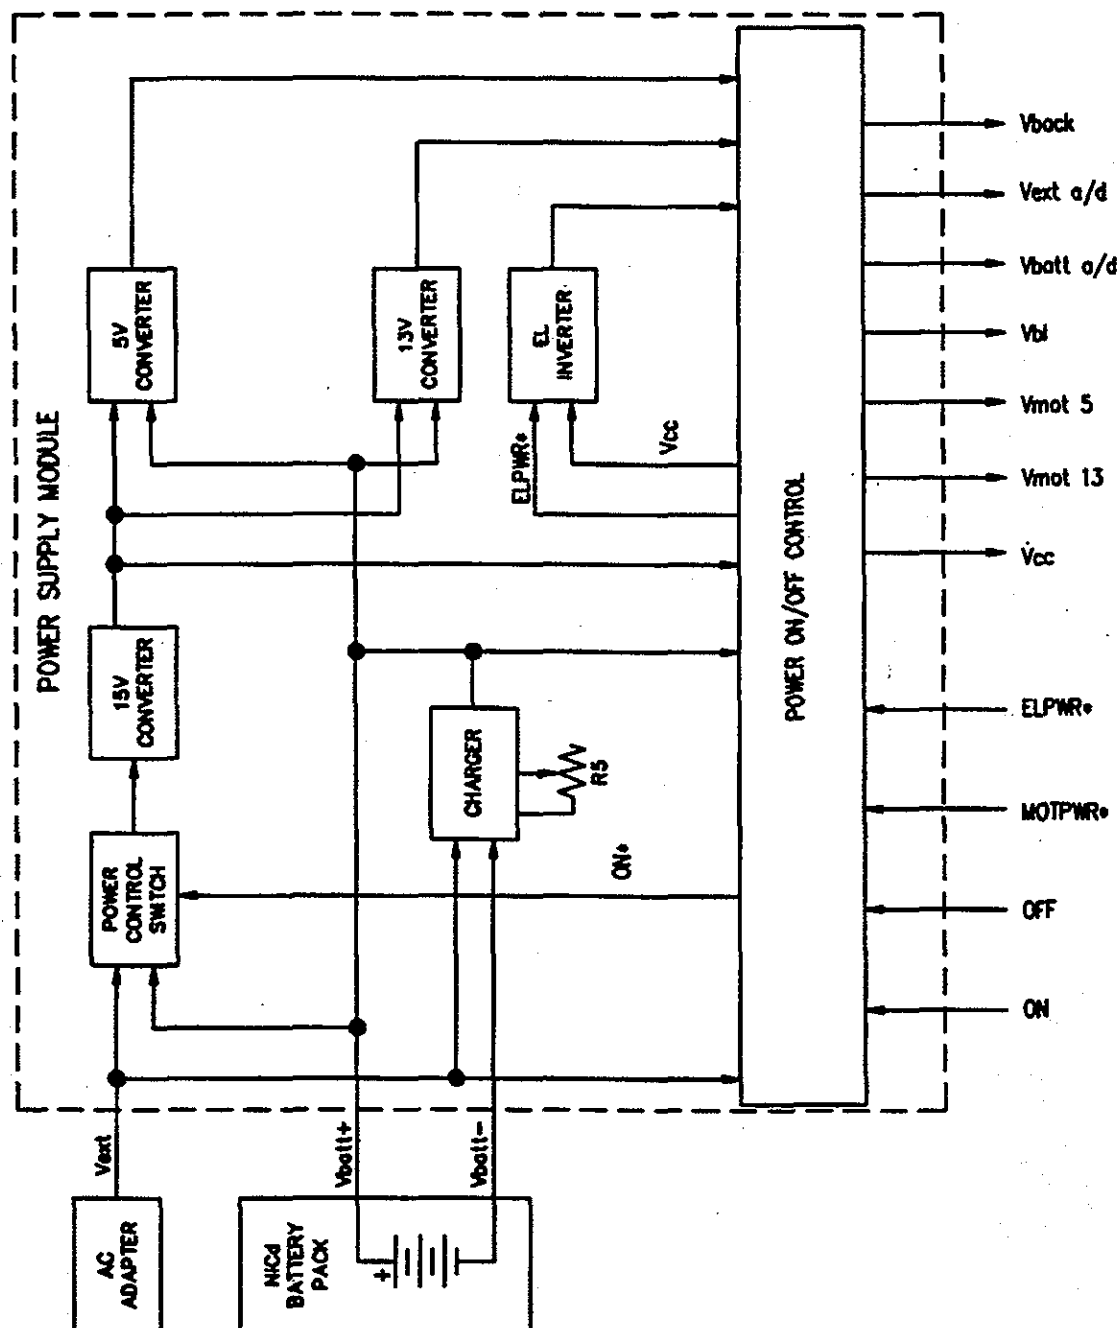 POWER SUPPLY MODULE
5V
CONVERTER
13V
CONVERTER
EL
INVERTER
ELPWR*
Vcc
15V
CONVERTER
CHARGER
R5
POWER
CONTROL
SWITCH
ON*
POWER ON/OFF CONTROL
Vext
Vbatt+
Vbatt-
AC
ADAPTER
NiCd
BATTERY
PACK
+
Vback
Vext a/d
Vbatt a/d
Vbl
Vmot 5
Vmot 13
Vcc
ELPWR*
MOTPWR*
OFF
ON